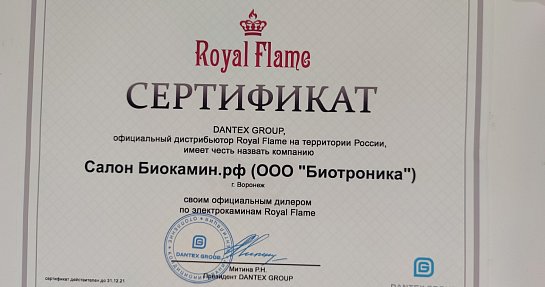 Royal Flame
СЕРТИФИКАТ
DANTEX GROUP,
официальный дистрибьютор Royal Flame на территории России,
имеет честь назвать компанию
Салон Биокамин.рф (ООО "Биотроника")
г. Воронеж
своим официальным дилером
по электрокаминам Royal Flame
DANTEX GROUP
Митина Р.Н.
Президент DANTEX GROUP
сертификат действителен до 31.12.21
DANTEX GROUP